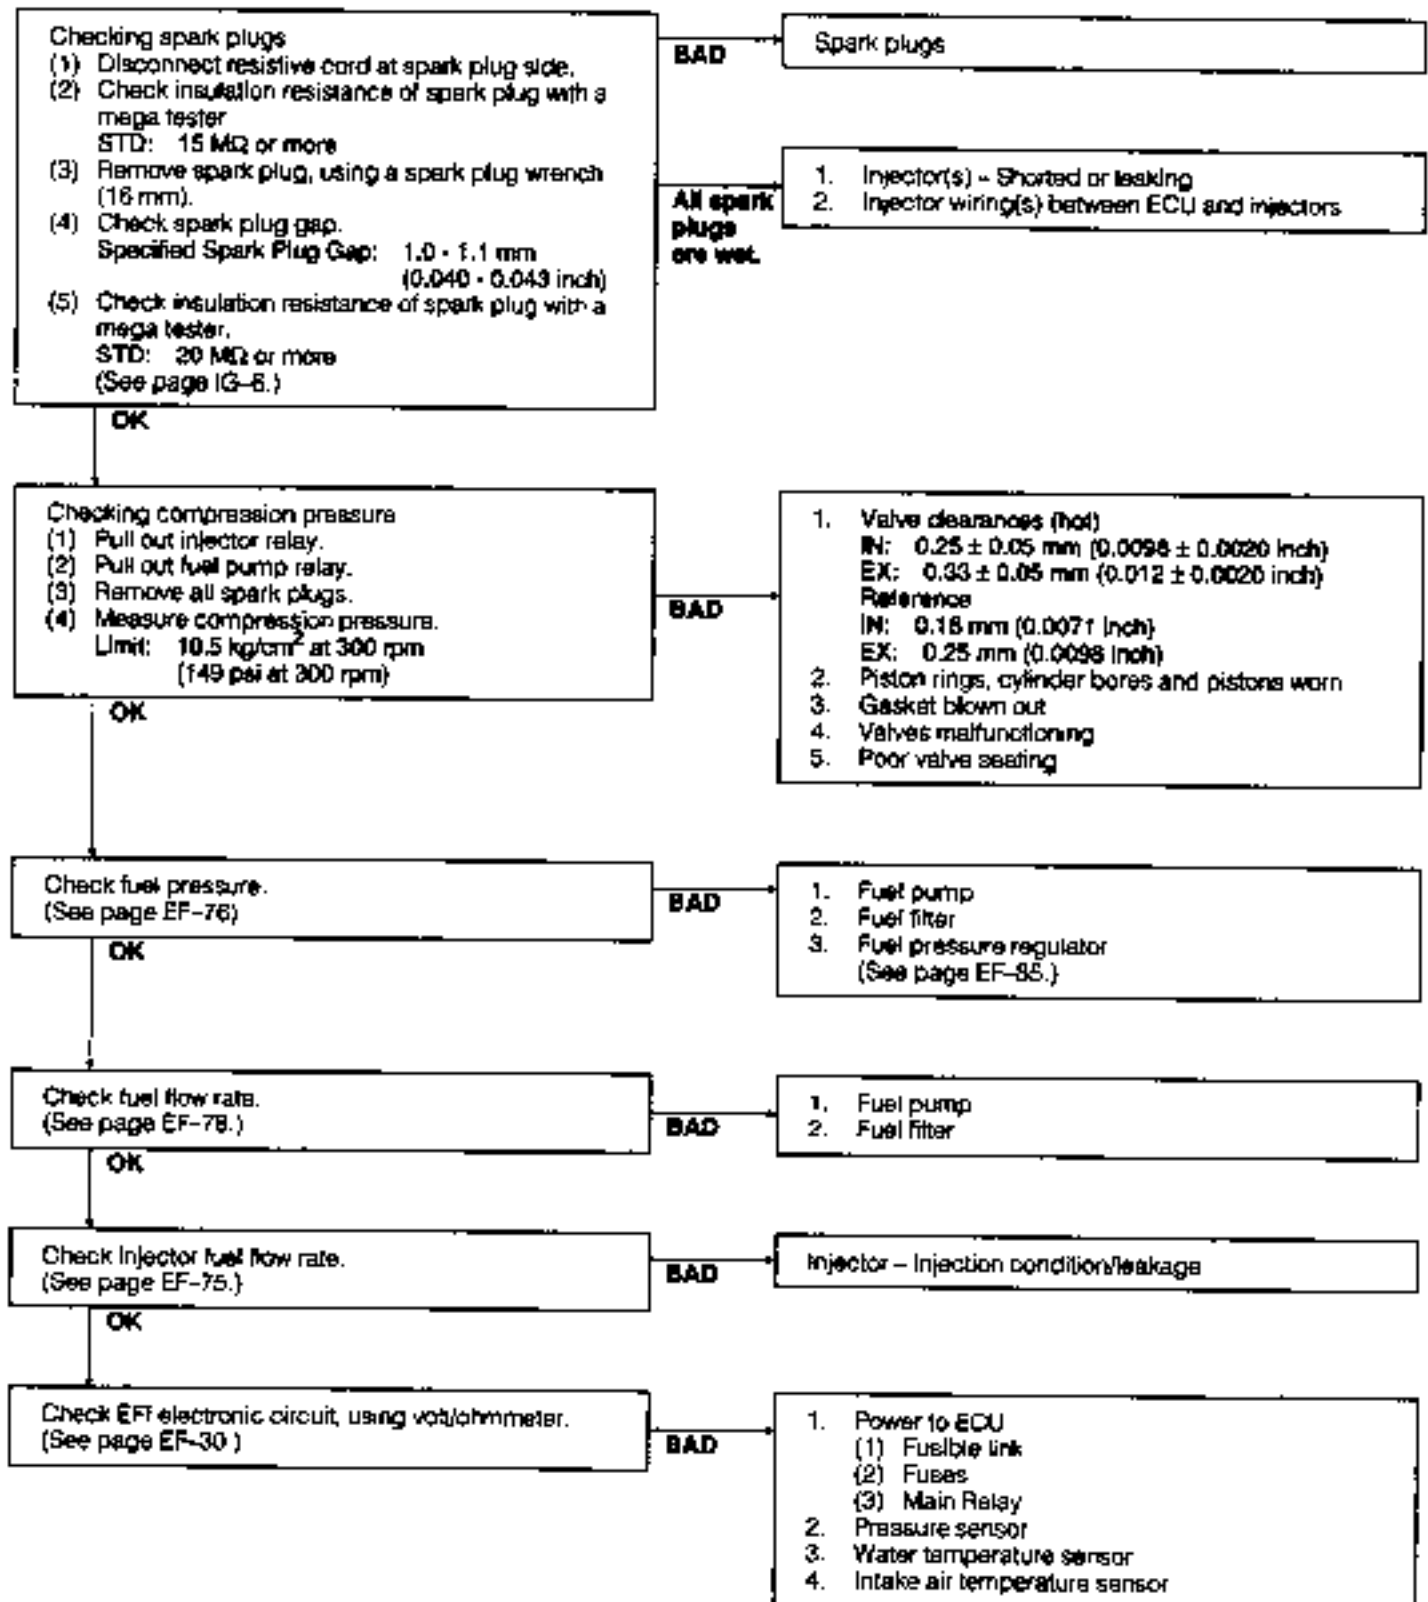 Checking spark plugs
(1) Disconnect resistive cord at spark plug side.
(2) Check insulation resistance of spark plug with a
mega tester
STD: 15 MΩ or more
(3) Remove spark plug, using a spark plug wrench
(16 mm).
(4) Check spark plug gap.
Specified Spark Plug Gap: 1.0 - 1.1 mm
(0.040 - 0.043 inch)
(5) Check insulation resistance of spark plug with a
mega tester.
STD: 20 MΩ or more
(See page IG–6.)
BAD
Spark plugs
All spark
plugs
are wet.
1. Injector(s) – Shorted or leaking
2. Injector wiring(s) between ECU and injectors
OK
Checking compression pressure
(1) Pull out injector relay.
(2) Pull out fuel pump relay.
(3) Remove all spark plugs.
(4) Measure compression pressure.
Limit: 10.5 kg/cm² at 300 rpm
(149 psi at 300 rpm)
BAD
1. Valve clearances (hot)
IN: 0.25 ± 0.05 mm (0.0098 ± 0.0020 inch)
EX: 0.33 ± 0.05 mm (0.012 ± 0.0020 inch)
Reference
IN: 0.18 mm (0.0071 inch)
EX: 0.25 mm (0.0098 inch)
2. Piston rings, cylinder bores and pistons worn
3. Gasket blown out
4. Valves malfunctioning
5. Poor valve seating
OK
Check fuel pressure.
(See page EF–76)
BAD
1. Fuel pump
2. Fuel filter
3. Fuel pressure regulator
(See page
OK
Check fuel flow rate.
(See page EF–78.)
BAD
1. Fuel pump
2. Fuel filter
OK
Check Injector fuel flow rate.
(See page EF–75.)
BAD
Injector – Injection condition/leakage
OK
Check EFI electronic circuit, using volt/ohmmeter.
(See page EF–30.)
BAD
1. Power to ECU
(1) Fusible link
(2) Fuses
(3) Main Relay
2. Pressure sensor
3. Water temperature sensor
4. Intake air temperature sensor